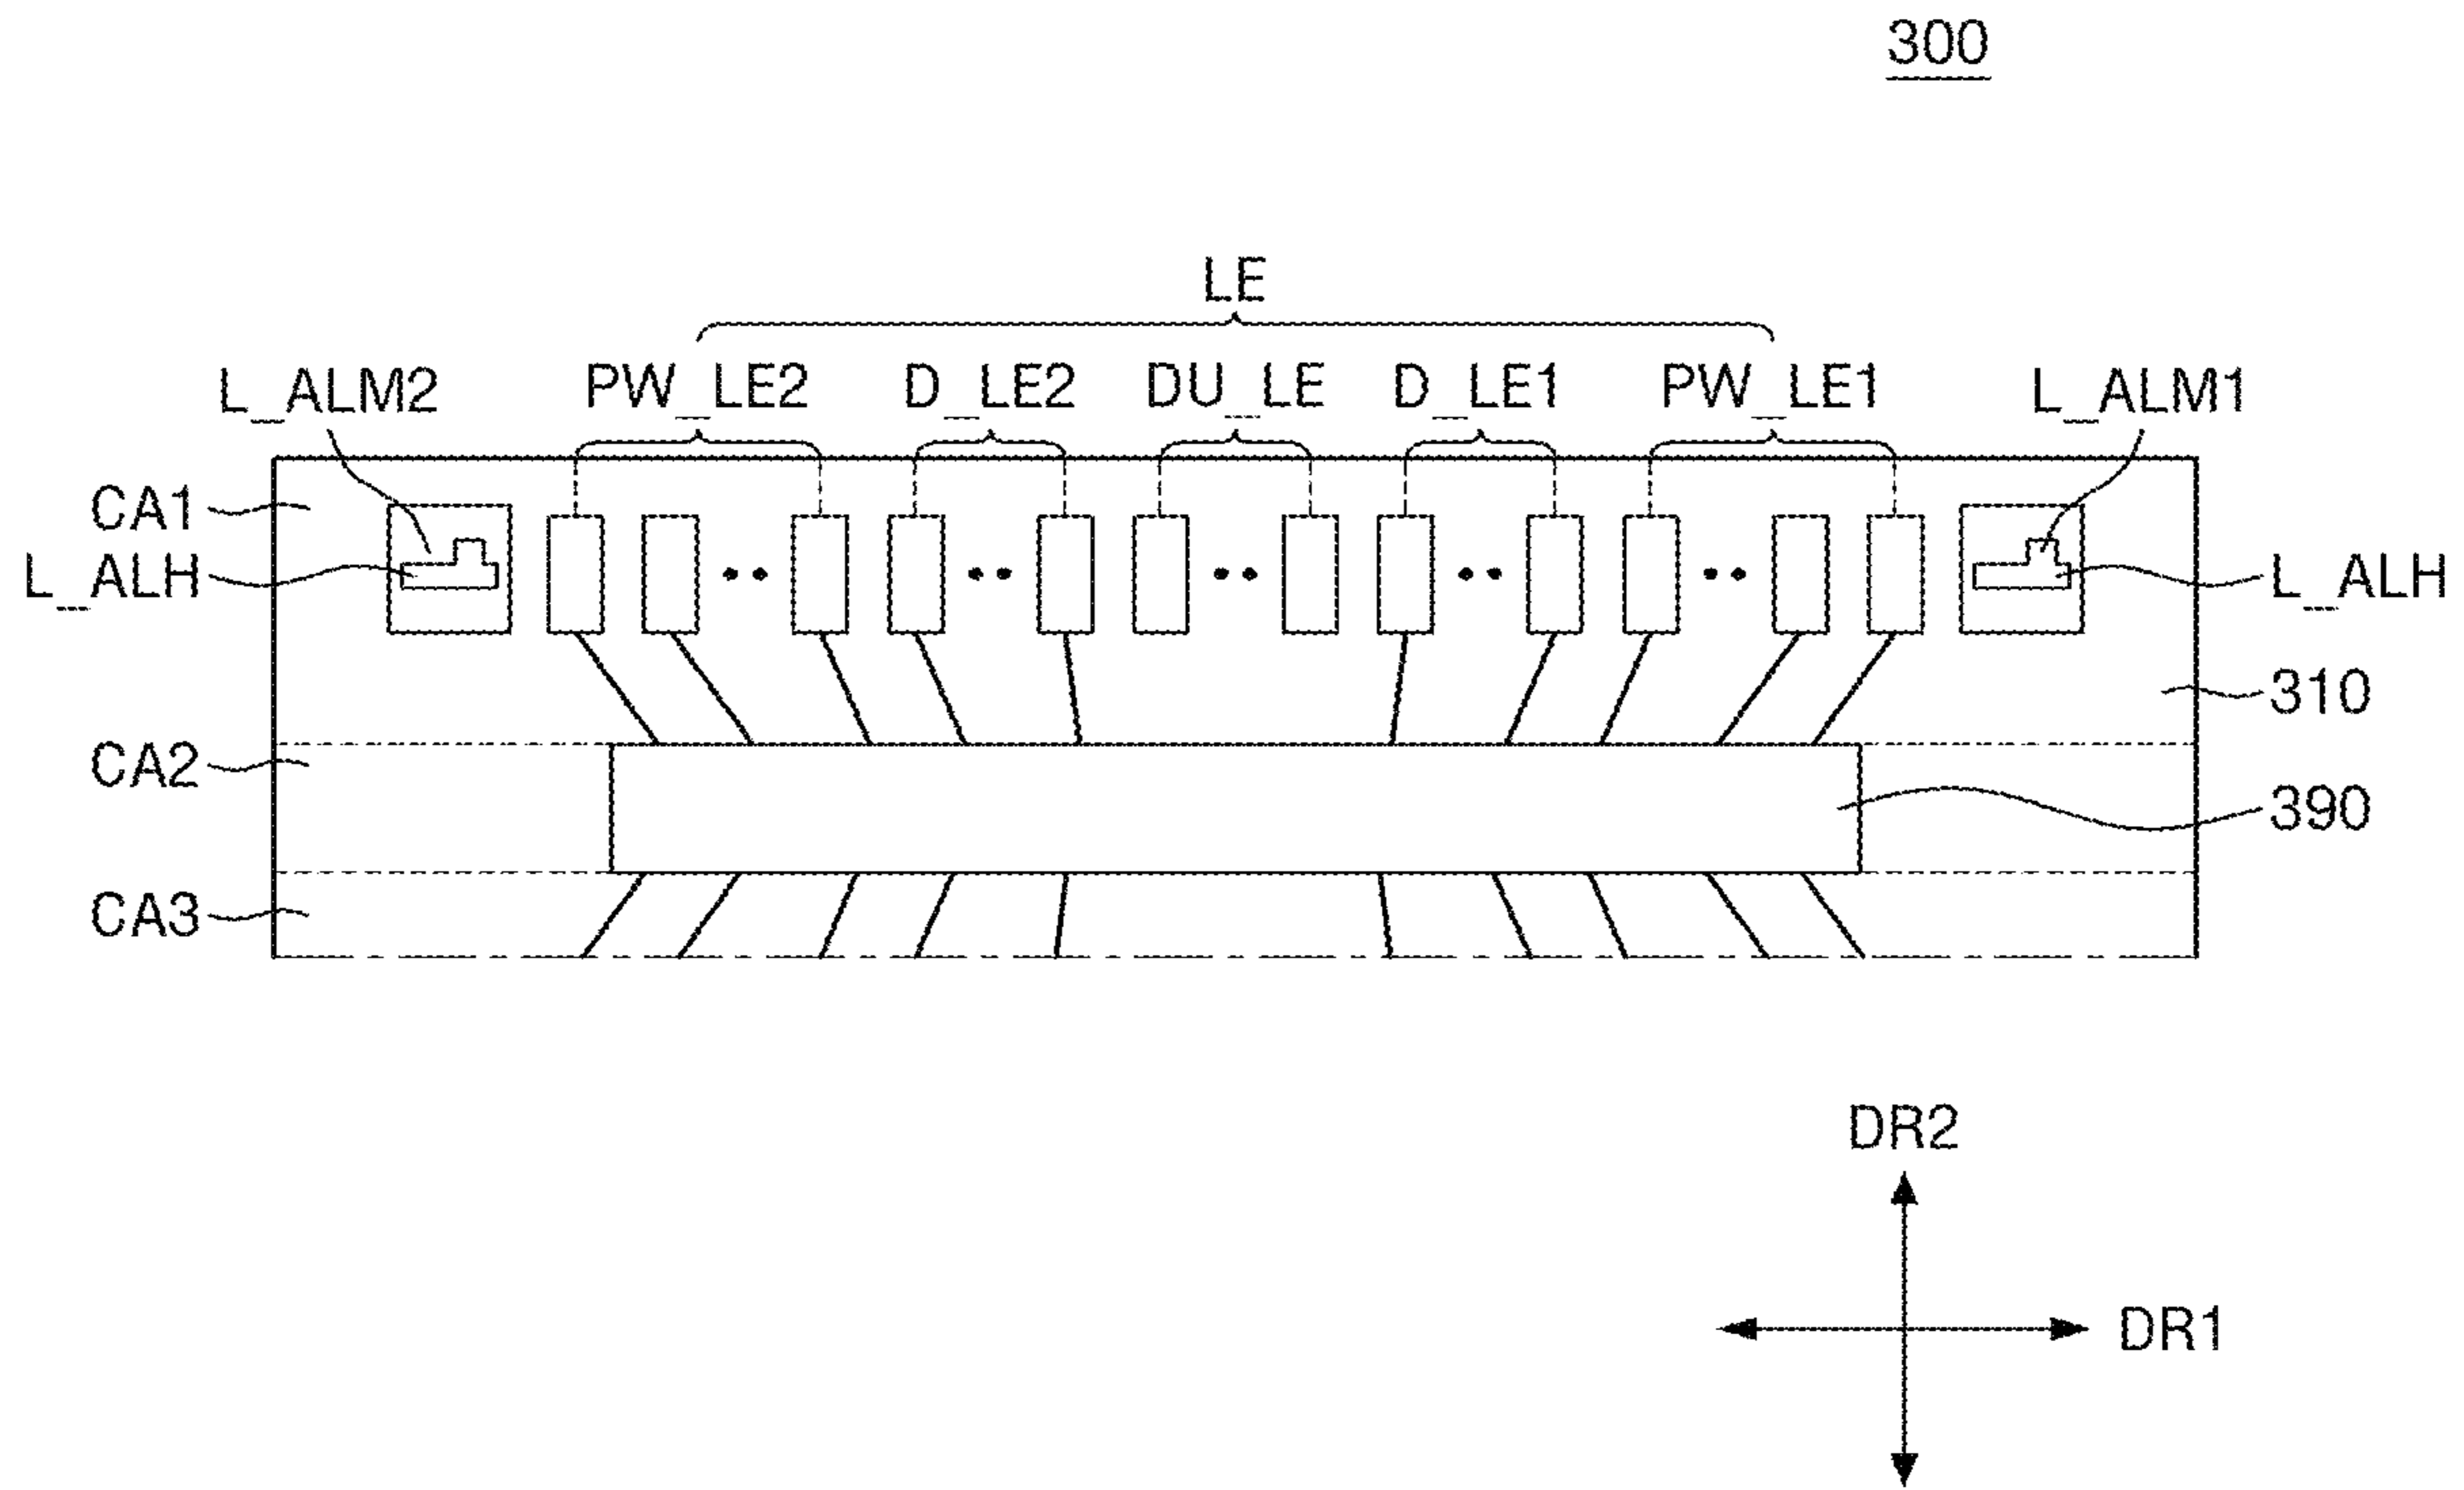 300
LE
PW_LE2 D_LE2 DU_LE D_LE1 PW_LE1
L_ALM2 L_ALM1
CA1
L_ALH L_ALH
310
CA2
390
CA3
DR2
DR1